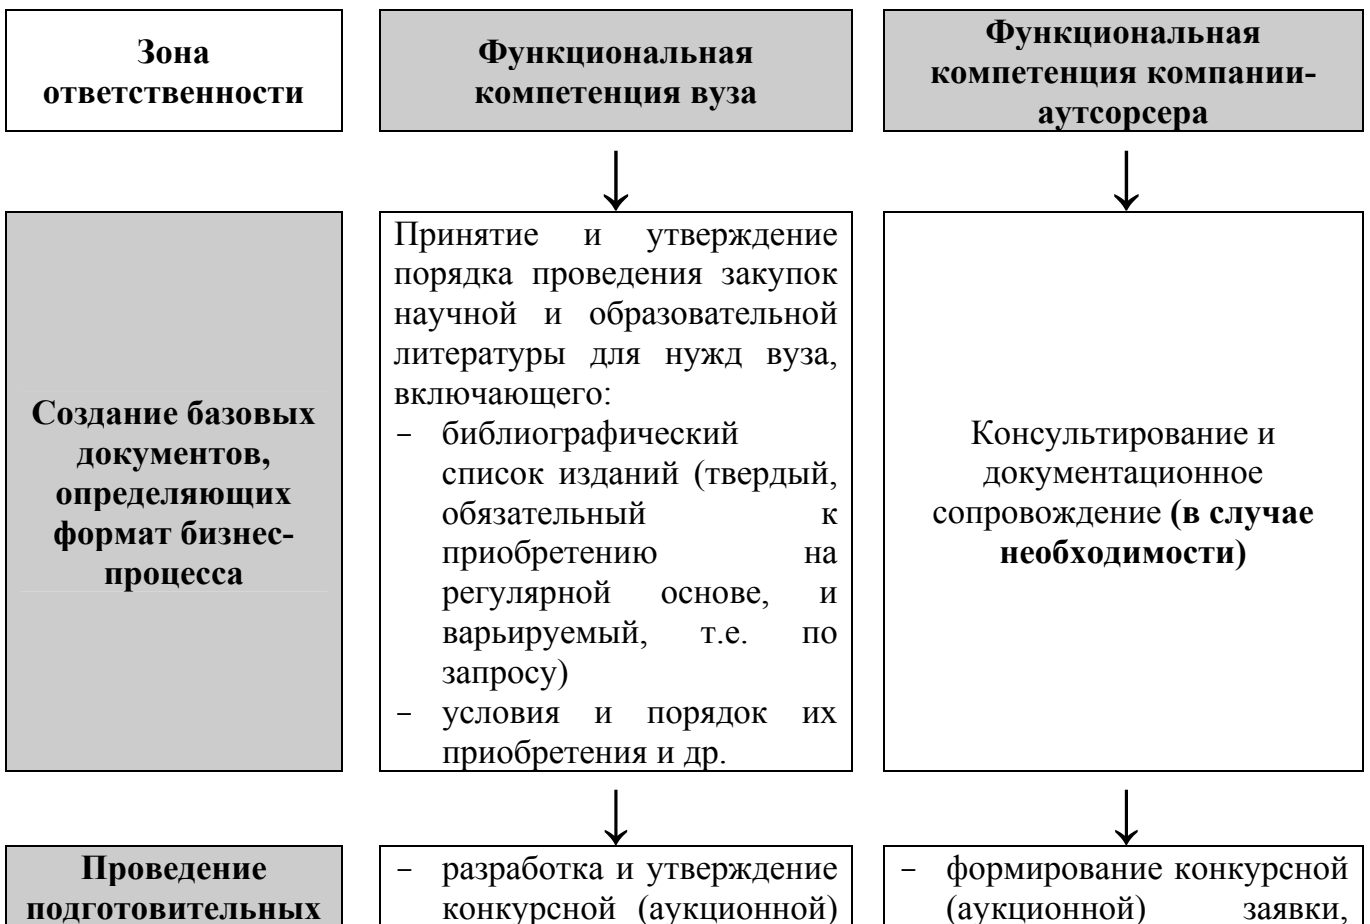 Зона
ответственности
Функциональная
компетенция вуза
Функциональная
компетенция компании-
аутсорсера
Создание базовых
документов,
определяющих
формат бизнес-
процесса
Принятие и утверждение
порядка проведения закупок
научной и образовательной
литературы для нужд вуза,
включающего:
- библиографический
список изданий (твердый,
обязательный к
приобретению на
регулярной основе, и
варьируемый, т.е. по
запросу)
- условия и порядок их
приобретения и др.
Консультирование и
документационное
сопровождение (в случае
необходимости)
Проведение
подготовительных
- разработка и утверждение
конкурсной (аукционной)
- формирование конкурсной
(аукционной) заявки,